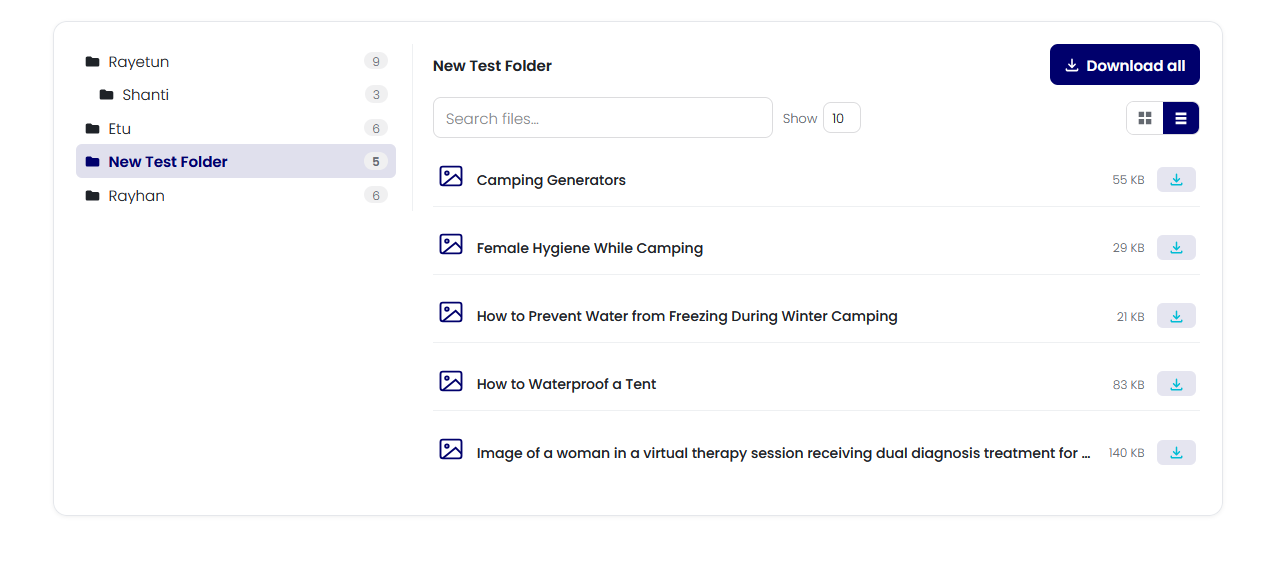 Rayetun 9
Shanti 3
Etu 6
New Test Folder 5
Rayhan 6
New Test Folder
Download all
Search files...
Show 10
Camping Generators 55 KB
Female Hygiene While Camping 29 KB
How to Prevent Water from Freezing During Winter Camping 21 KB
How to Waterproof a Tent 83 KB
Image of a woman in a virtual therapy session receiving dual diagnosis treatment for ... 140 KB